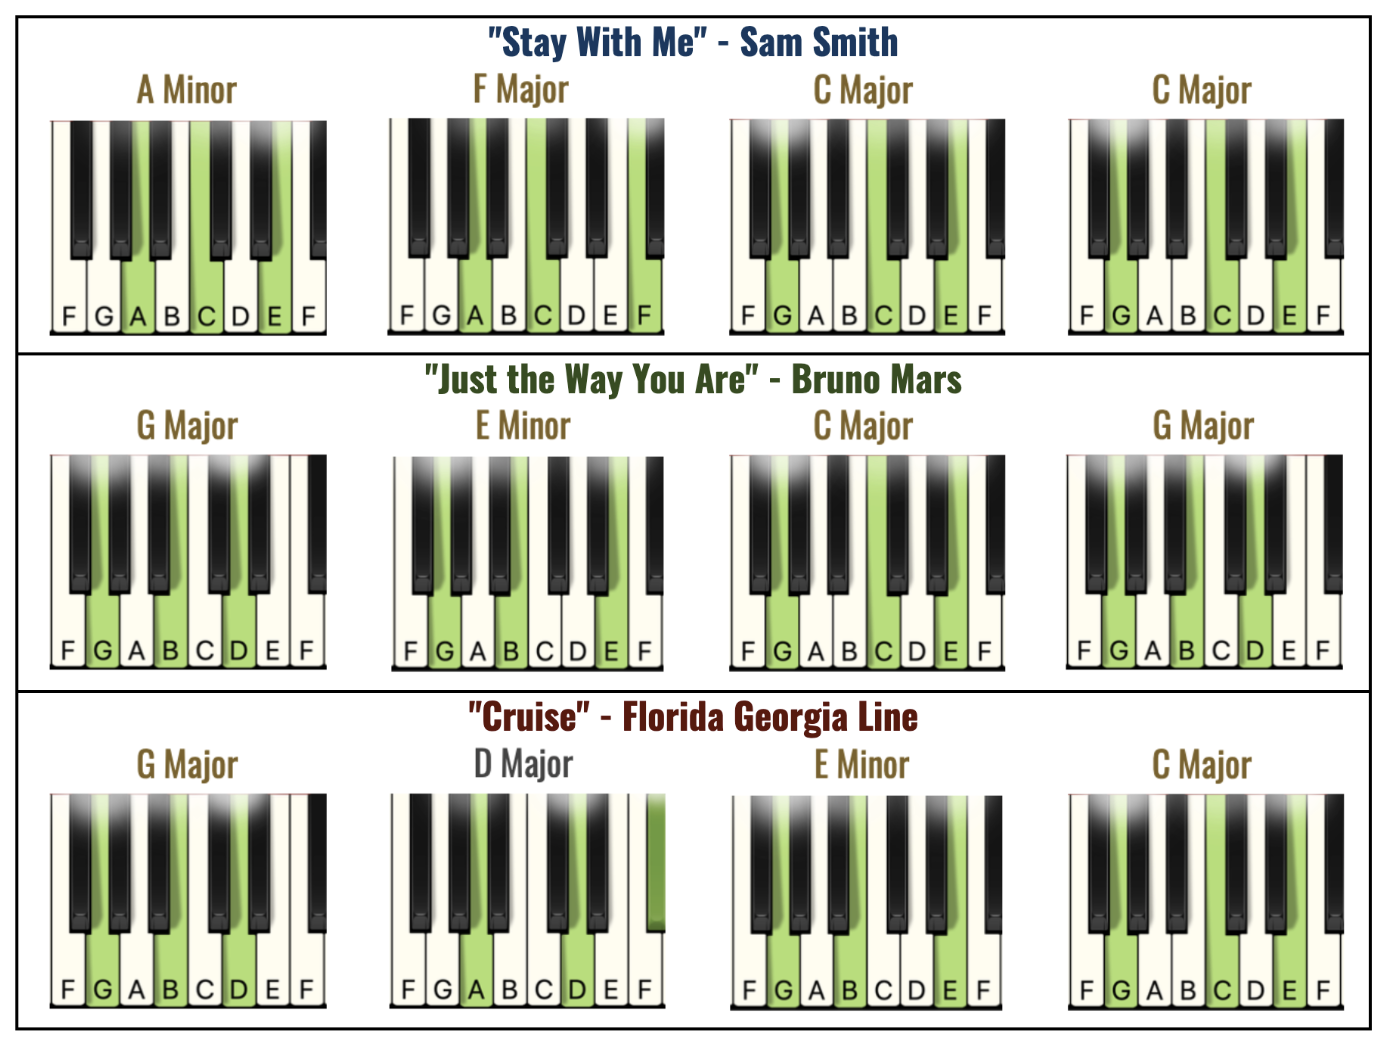 "Stay With Me" - Sam Smith
A Minor F Major C Major C Major
F G A B C D E F F G A B C D E F F G A B C D E F F G A B C D E F
"Just the Way You Are" - Bruno Mars
G Major E Minor C Major G Major
F G A B C D E F F G A B C D E F F G A B C D E F F G A B C D E F
"Cruise" - Florida Georgia Line
G Major D Major E Minor C Major
F G A B C D E F F G A B C D E F F G A B C D E F F G A B C D E F